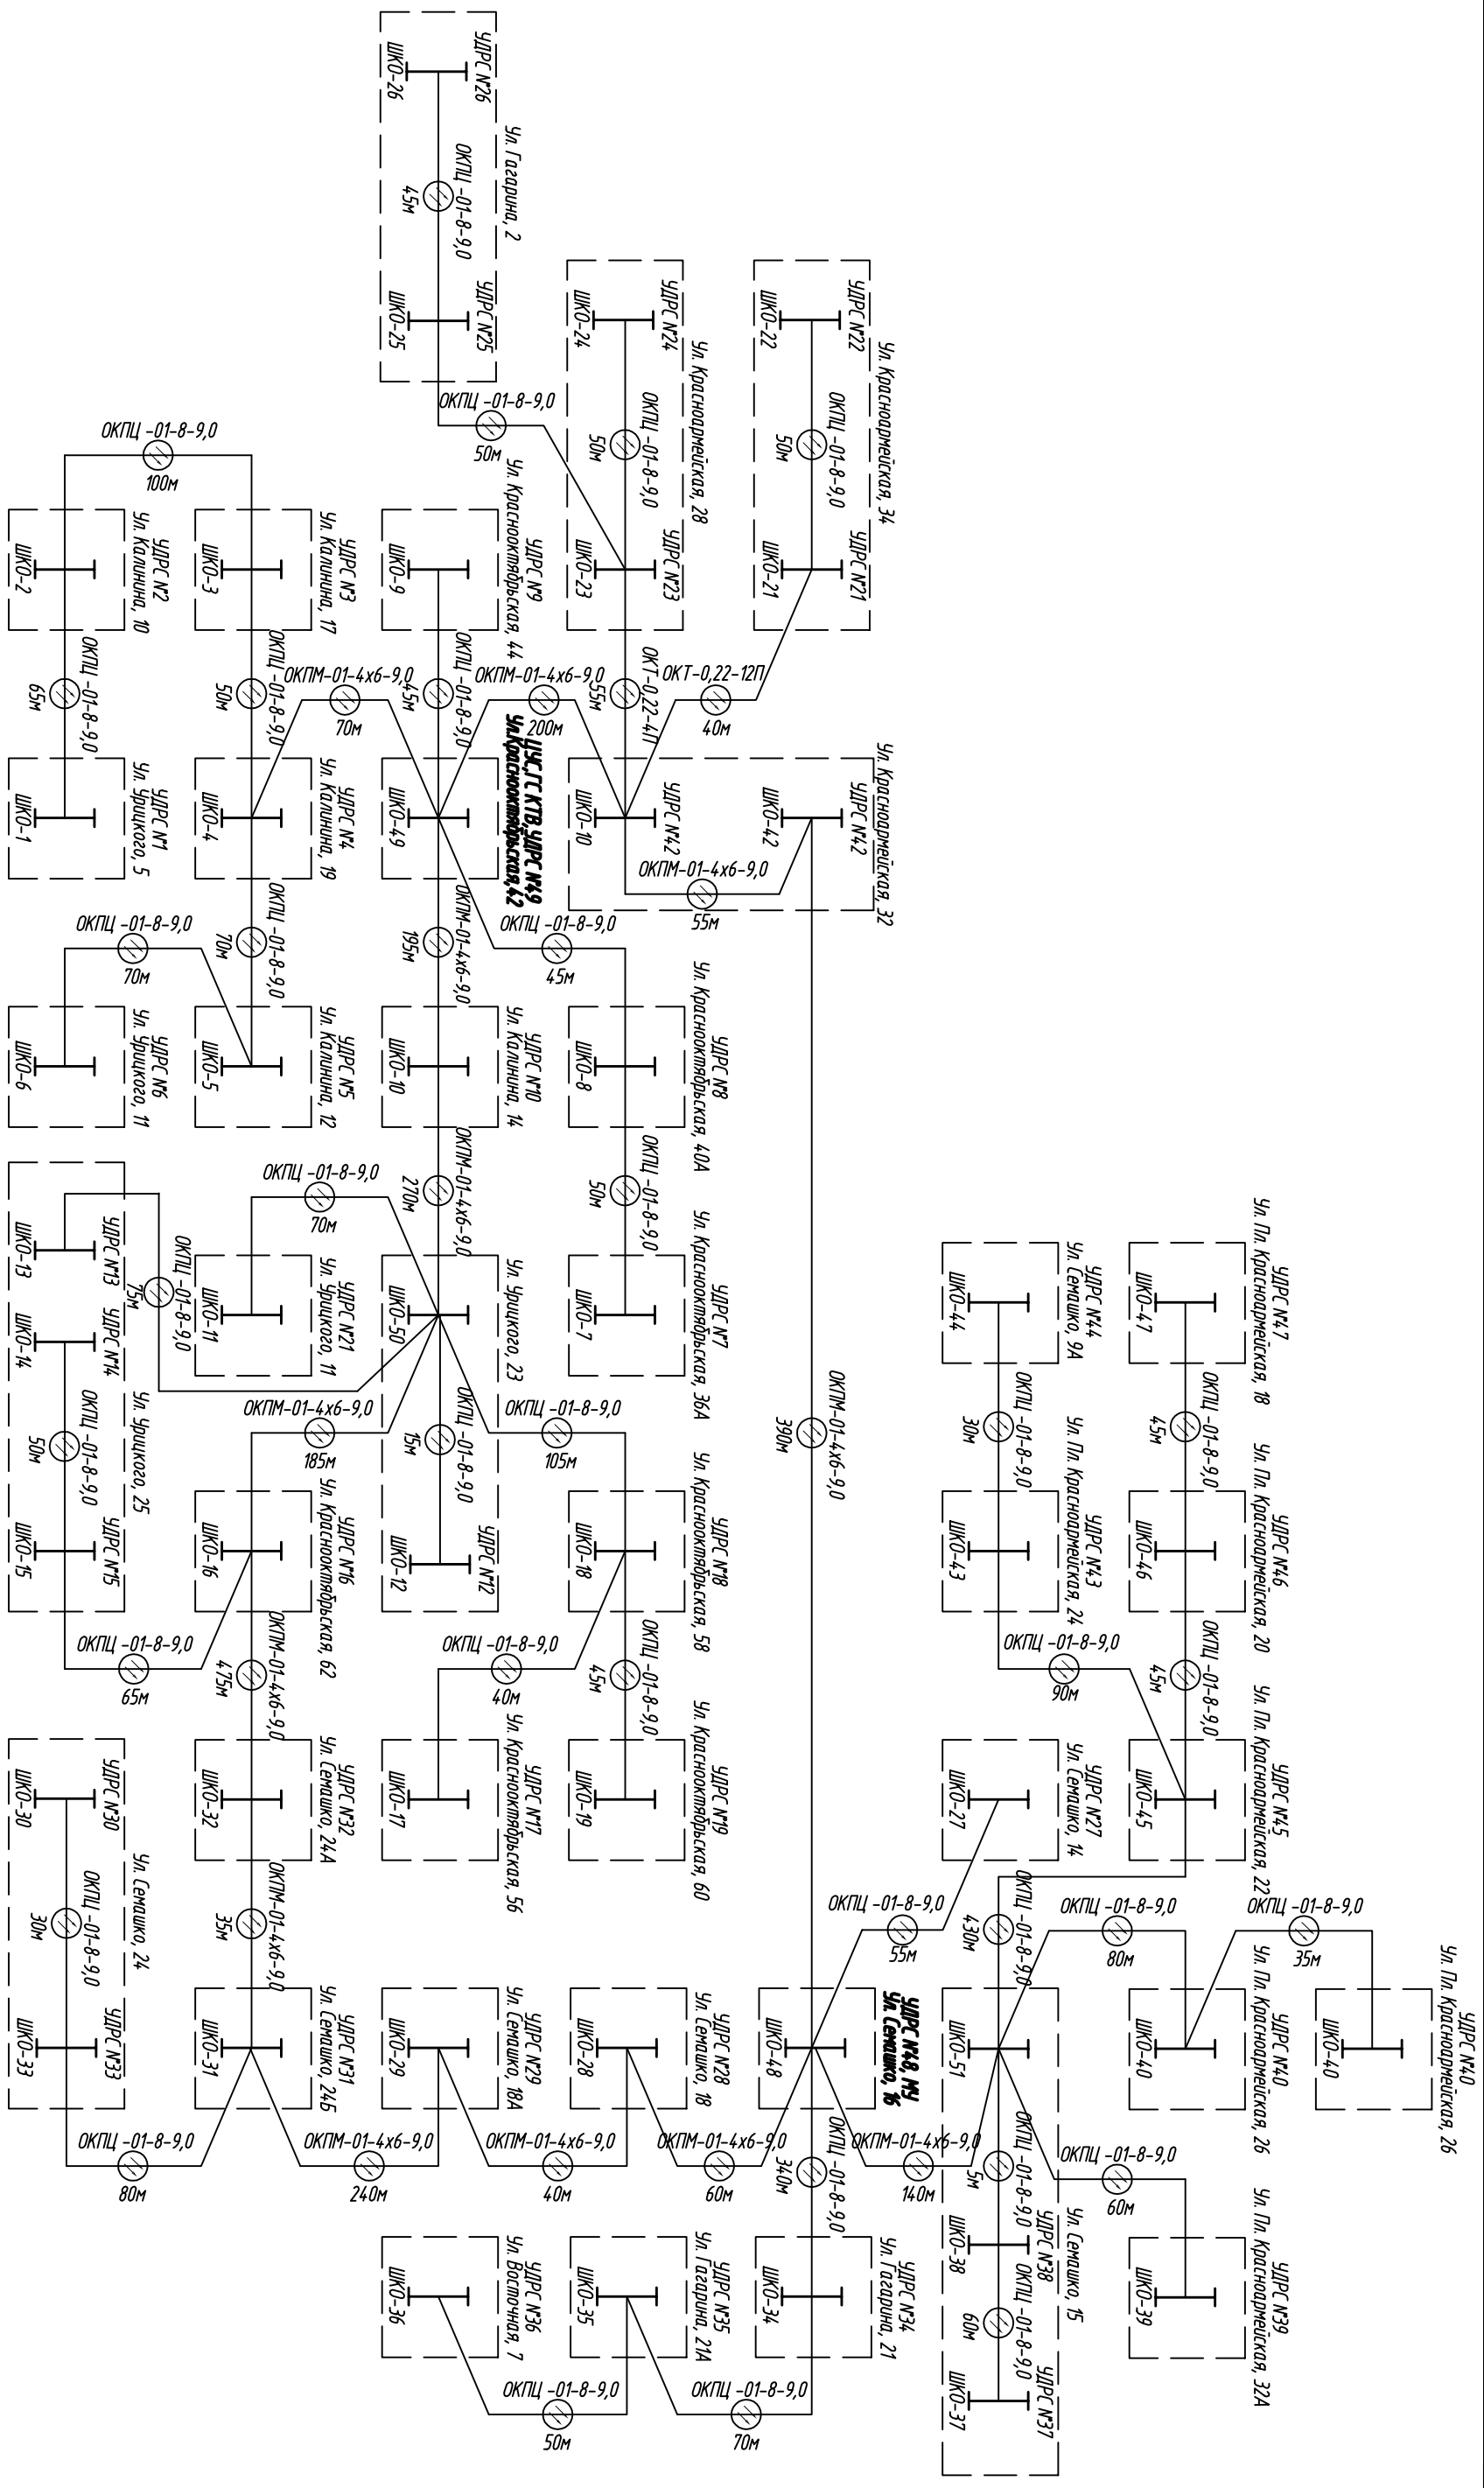 УДРС №26
ШКО-26
Ул. Гагарина, 2
ОКПЦ -01-8-9,0
45м
УДРС №25
ШКО-25
ОКПЦ -01-8-9,0
50м
Ул. Красноармейская, 28
УДРС №24
ШКО-24
ОКПЦ -01-8-9,0
50м
УДРС №23
ШКО-23
Ул. Красноармейская, 34
УДРС №22
ШКО-22
ОКПЦ -01-8-9,0
50м
УДРС №21
ШКО-21
ОКПЦ -01-8-9,0
100м
УДРС №2
Ул. Калинина, 10
ШКО-2
УДРС №3
Ул. Калинина, 17
ШКО-3
УДРС №9
Ул. Краснооктябрьская, 44
ШКО-9
ОКПЦ -01-8-9,0
65м
ОКПЦ -01-8-9,0
50м
ОКПМ-01-4х6-9,0
70м
ОКПЦ -01-8-9,0
45м
ОКПМ-01-4х6-9,0
200м
ОКТ-0,22-4П
55м
ОКТ-0,22-12П
40м
УДРС №1
Ул. Урицкого, 5
ШКО-1
УДРС №4
Ул. Калинина, 19
ШКО-4
ЦУС,ГС КТВ,УДРС №49
Ул.Краснооктябрьская,42
ШКО-49
УДРС №42
ШКО-10
Ул. Красноармейская, 32
УДРС №42
ШКО-42
ОКПМ-01-4х6-9,0
55м
ОКПЦ -01-8-9,0
70м
ОКПЦ -01-8-9,0
70м
ОКПМ-01-4х6-9,0
195м
ОКПЦ -01-8-9,0
45м
УДРС №6
Ул. Урицкого, 11
ШКО-6
УДРС №5
Ул. Калинина, 12
ШКО-5
УДРС №10
Ул. Калинина, 14
ШКО-10
УДРС №8
Ул. Краснооктябрьская, 40А
ШКО-8
ОКПЦ -01-8-9,0
70м
ОКПМ-01-4х6-9,0
270м
ОКПЦ -01-8-9,0
50м
УДРС №13
ШКО-13
ОКПЦ -01-8-9,0
75м
УДРС №14
ШКО-14
Ул. Урицкого, 25
ОКПЦ -01-8-9,0
50м
УДРС №15
ШКО-15
УДРС №21
Ул. Урицкого, 11
ШКО-11
Ул. Урицкого, 23
ШКО-50
УДРС №7
Ул. Краснооктябрьская, 36А
ШКО-7
ОКПМ-01-4х6-9,0
185м
ОКПЦ -01-8-9,0
15м
УДРС №12
ШКО-12
ОКПЦ -01-8-9,0
105м
ОКПМ-01-4х6-9,0
390м
УДРС №44
Ул. Семашко, 9А
ШКО-44
УДРС №47
Ул. Пл. Красноармейская, 18
ШКО-47
ОКПЦ -01-8-9,0
30м
ОКПЦ -01-8-9,0
45м
УДРС №16
Ул. Краснооктябрьская, 62
ШКО-16
УДРС №18
Ул. Краснооктябрьская, 58
ШКО-18
УДРС №43
Ул. Пл. Красноармейская, 24
ШКО-43
УДРС №46
Ул. Пл. Красноармейская, 20
ШКО-46
ОКПЦ -01-8-9,0
65м
ОКПМ-01-4х6-9,0
475м
ОКПЦ -01-8-9,0
40м
ОКПЦ -01-8-9,0
45м
ОКПЦ -01-8-9,0
90м
ОКПЦ -01-8-9,0
45м
УДРС №30
ШКО-30
Ул. Семашко, 24
ОКПЦ -01-8-9,0
30м
УДРС №33
ШКО-33
УДРС №32
Ул. Семашко, 24А
ШКО-32
УДРС №17
Ул. Краснооктябрьская, 56
ШКО-17
УДРС №19
Ул. Краснооктябрьская, 60
ШКО-19
УДРС №27
Ул. Семашко, 14
ШКО-27
УДРС №45
Ул. Пл. Красноармейская, 22
ШКО-45
ОКПМ-01-4х6-9,0
35м
ОКПЦ -01-8-9,0
55м
ОКПЦ -01-8-9,0
430м
ОКПЦ -01-8-9,0
80м
ОКПЦ -01-8-9,0
35м
УДРС №31
Ул. Семашко, 24Б
ШКО-31
УДРС №29
Ул. Семашко, 18А
ШКО-29
УДРС №28
Ул. Семашко, 18
ШКО-28
УДРС №48, МУ
Ул. Семашко, 16
ШКО-48
ШКО-51
УДРС №40
Ул. Пл. Красноармейская, 26
ШКО-40
УДРС №40
Ул. Пл. Красноармейская, 26
ШКО-40
ОКПЦ -01-8-9,0
80м
ОКПМ-01-4х6-9,0
240м
ОКПМ-01-4х6-9,0
40м
ОКПМ-01-4х6-9,0
60м
ОКПЦ -01-8-9,0
340м
ОКПМ-01-4х6-9,0
140м
ОКПЦ -01-8-9,0
5м
ОКПЦ -01-8-9,0
60м
Ул. Семашко, 15
УДРС №38
ШКО-38
ОКПЦ -01-8-9,0
60м
УДРС №37
ШКО-37
УДРС №36
Ул. Восточная, 7
ШКО-36
УДРС №35
Ул. Гагарина, 21А
ШКО-35
УДРС №34
Ул. Гагарина, 21
ШКО-34
УДРС №39
Ул. Пл. Красноармейская, 32А
ШКО-39
ОКПЦ -01-8-9,0
50м
ОКПЦ -01-8-9,0
70м